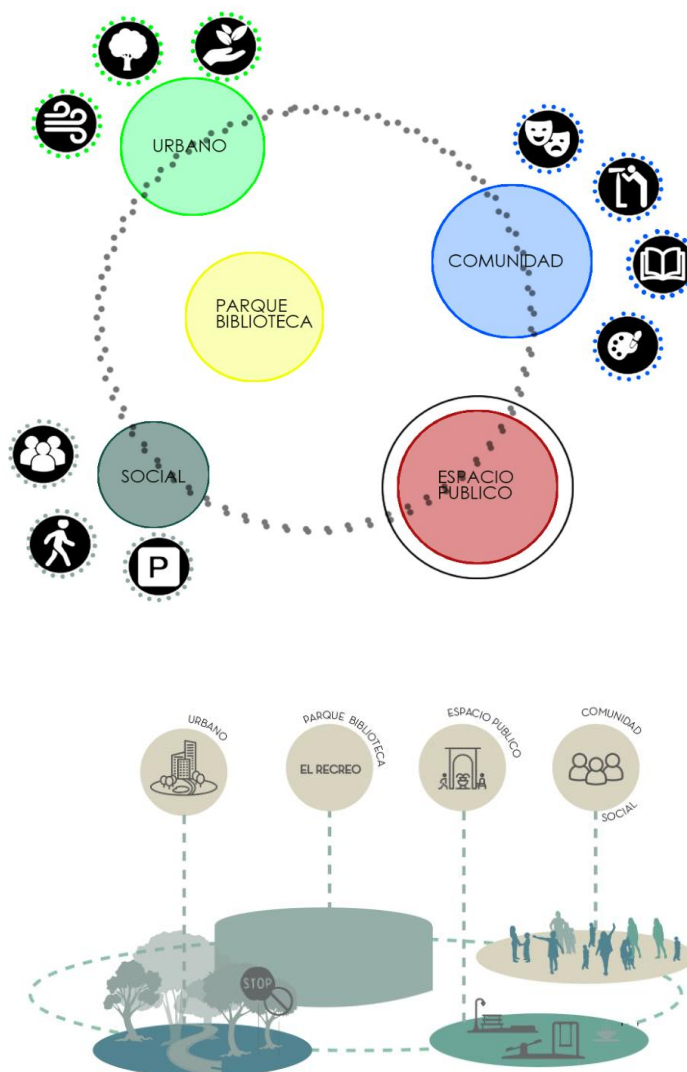 URBANO
COMUNIDAD
PARQUE
BIBLIOTECA
SOCIAL
ESPACIO
PUBLICO
P
URBANO
PARQUE BIBLIOTECA
EL RECREO
ESPACIO PUBLICO
COMUNIDAD
SOCIAL
STOP